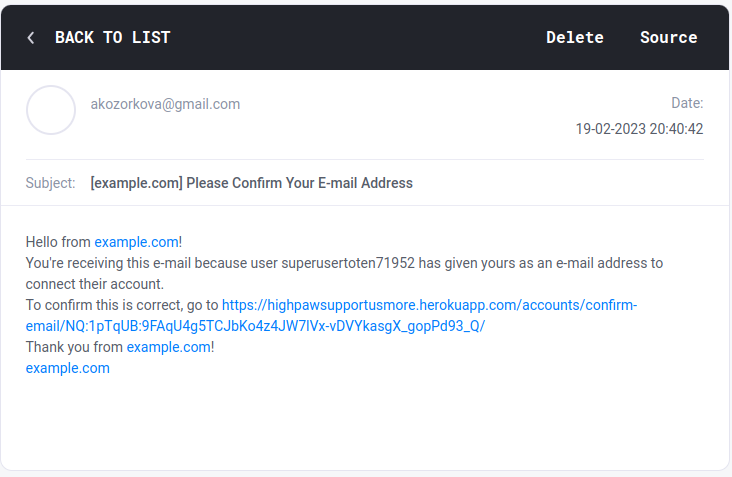 BACK TO LIST Delete Source
akozorkova@gmail.com Date:
19-02-2023 20:40:42
Subject: [example.com] Please Confirm Your E-mail Address
Hello from example.com!
You're receiving this e-mail because user superusertoten71952 has given yours as an e-mail address to
connect their account.
To confirm this is correct, go to https://highpawsupportusmore.herokuapp.com/accounts/confirm-
email/NQ:1pTqUB:9FAqU4g5TCJbKo4z4JW7lVx-vDVYkasgX_gopPd93_Q/
Thank you from example.com!
example.com